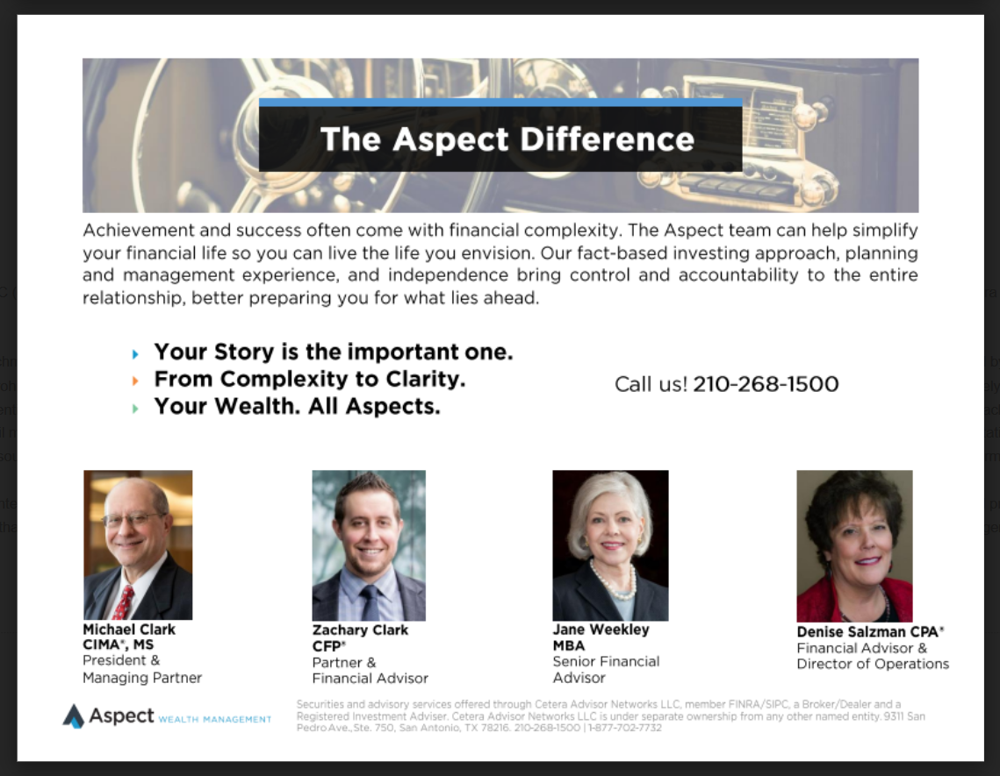 The Aspect Difference
Achievement and success often come with financial complexity. The Aspect team can help simplify
your financial life so you can live the life you envision. Our fact-based investing approach, planning
and management experience, and independence bring control and accountability to the entire
relationship, better preparing you for what lies ahead.
Your Story is the important one.
From Complexity to Clarity.
Your Wealth. All Aspects.
Call us! 210-268-1500
Michael Clark
CIMA®, MS
President &
Managing Partner
Zachary Clark
CFP®
Partner &
Financial Advisor
Jane Weekley
MBA
Senior Financial
Advisor
Denise Salzman CPA®
Financial Advisor &
Director of Operations
Aspect WEALTH MANAGEMENT
Securities and advisory services offered through Cetera Advisor Networks LLC, member FINRA/SIPC, a Broker/Dealer and a
Registered Investment Adviser. Cetera Advisor Networks LLC is under separate ownership from any other named entity. 9311 San
Pedro Ave., Ste. 750, San Antonio, TX 78216. 210-268-1500 | 1-877-702-7732